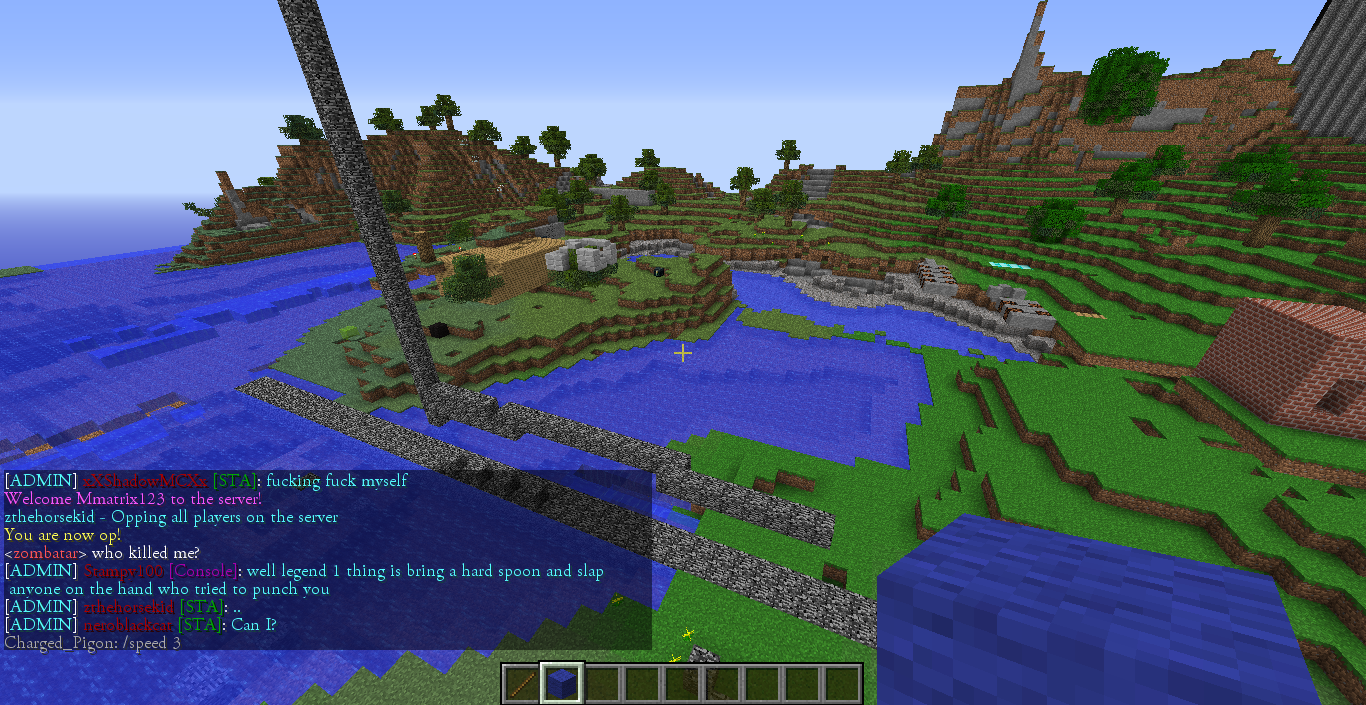 [ADMIN] xXShadowMCXx [STA]: fucking fuck myself
Welcome Mmatrix123 to the server!
zthehorsekid - Opping all players on the server
You are now op!
<zombatar> who killed me?
[ADMIN] Stampy100 [Console]: well legend 1 thing is bring a hard spoon and slap
anyone on the hand who tried to punch you
[ADMIN] zthehorsekid [STA]: ..
[ADMIN] neroblackcat [STA]: Can I?
Charged_Pigon: /speed 3